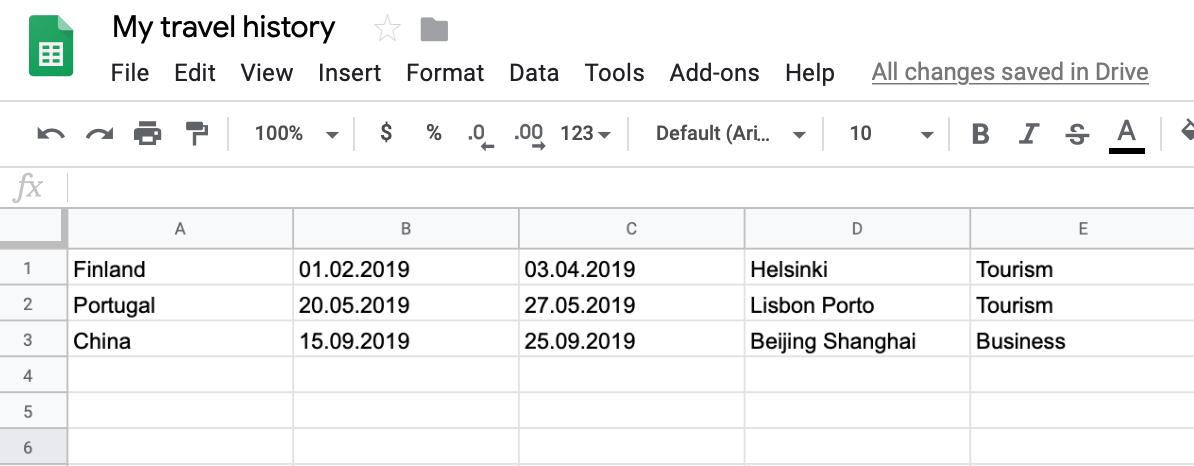 My travel history
File Edit View Insert Format Data Tools Add-ons Help All changes saved in Drive
100% $ % .0 .00 123 Default (Ari... 10 B I S A
fx
A B C D E
1 Finland 01.02.2019 03.04.2019 Helsinki Tourism
2 Portugal 20.05.2019 27.05.2019 Lisbon Porto Tourism
3 China 15.09.2019 25.09.2019 Beijing Shanghai Business
4
5
6